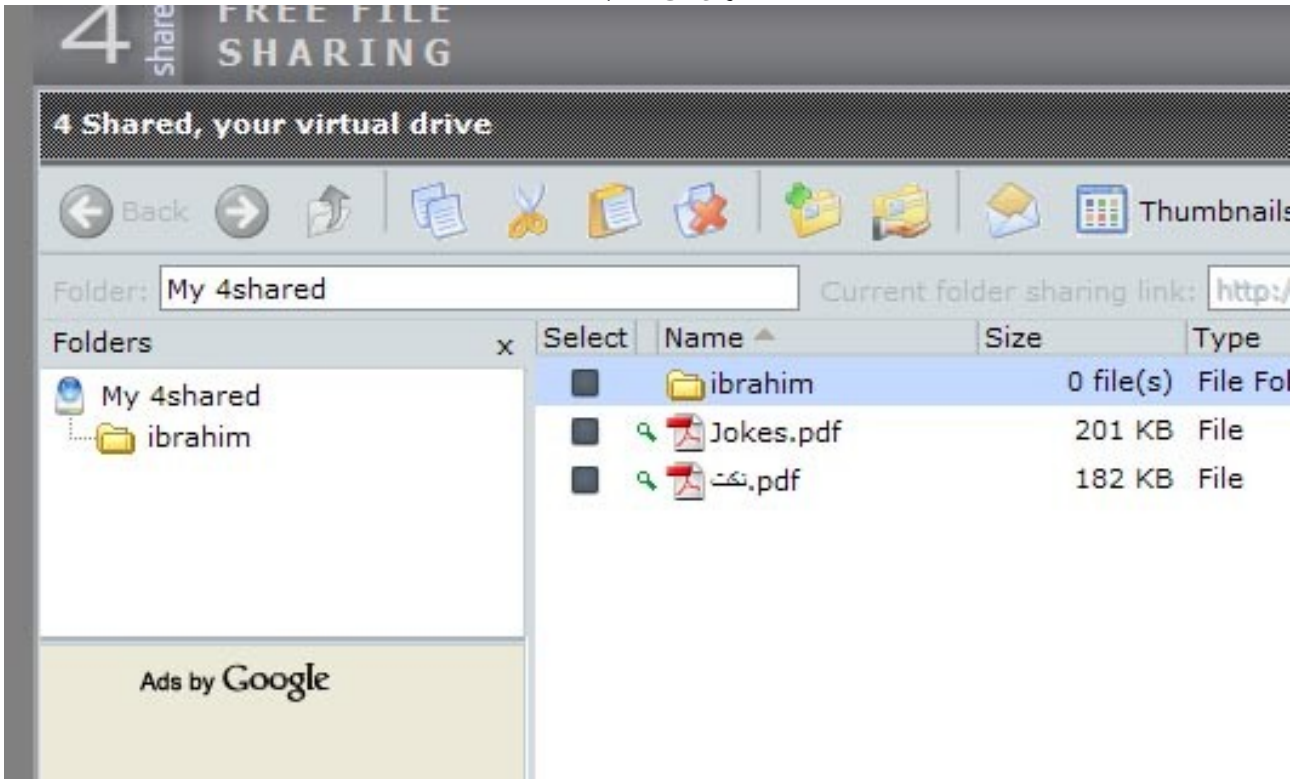 4 share
FREE FILE
SHARING
4 Shared, your virtual drive
Back
Thumbnails
Folder: My 4shared
Current folder sharing link: http:/
Folders x
My 4shared
ibrahim
Select Name Size Type
ibrahim 0 file(s) File Fol
Jokes.pdf 201 KB File
نكت.pdf 182 KB File
Ads by Google